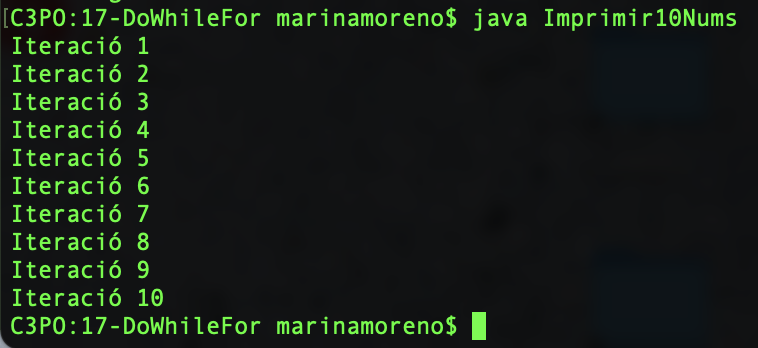 [C3PO:17-DoWhileFor marinamoreno$ java Imprimir10Nums
Iteració 1
Iteració 2
Iteració 3
Iteració 4
Iteració 5
Iteració 6
Iteració 7
Iteració 8
Iteració 9
Iteració 10
C3PO:17-DoWhileFor marinamoreno$